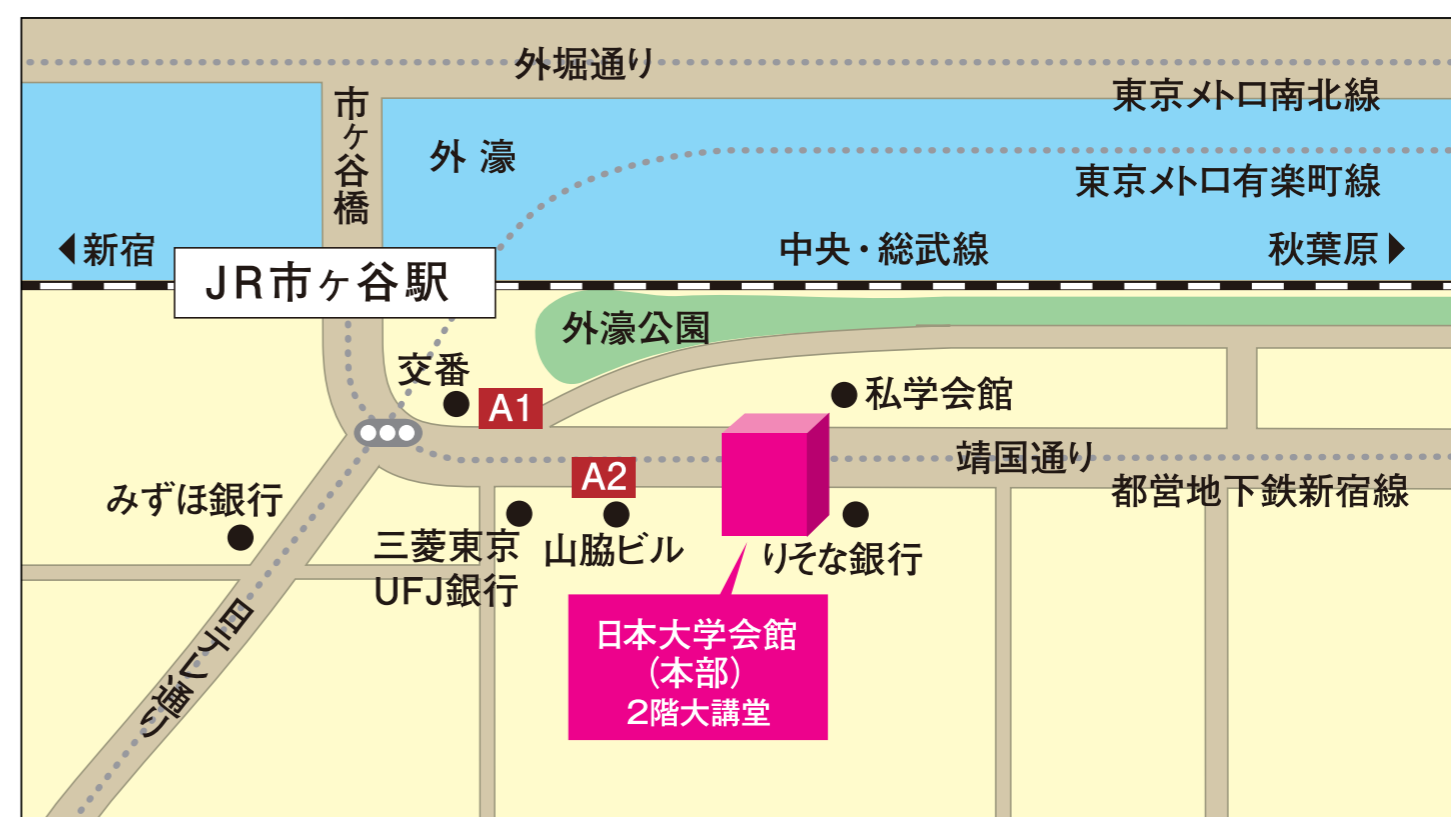 外堀通り
東京メトロ南北線
市ヶ谷橋
外 濠
東京メトロ有楽町線
◀新宿
中央・総武線
秋葉原▶
JR市ヶ谷駅
外濠公園
交番
A1
私学会館
靖国通り
A2
都営地下鉄新宿線
みずほ銀行
三菱東京
UFJ銀行
山脇ビル
りそな銀行
日テレ通り
日本大学会館
(本部)
2階大講堂